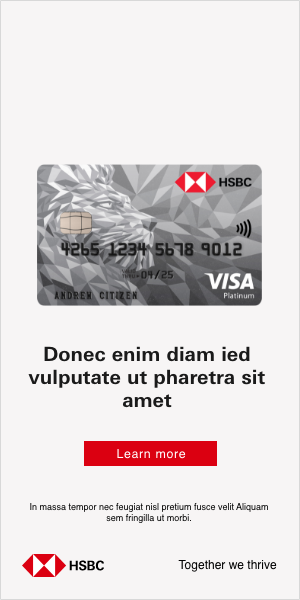 HSBC
4265 1234 5678 9012
VALID THRU 04/25
ANDREW CITIZEN
VISA
Platinum
Donec enim diam ied
vulputate ut pharetra sit
amet
Learn more
In massa tempor nec feugiat nisl pretium fusce velit Aliquam
sem fringilla ut morbi.
HSBC
Together we thrive